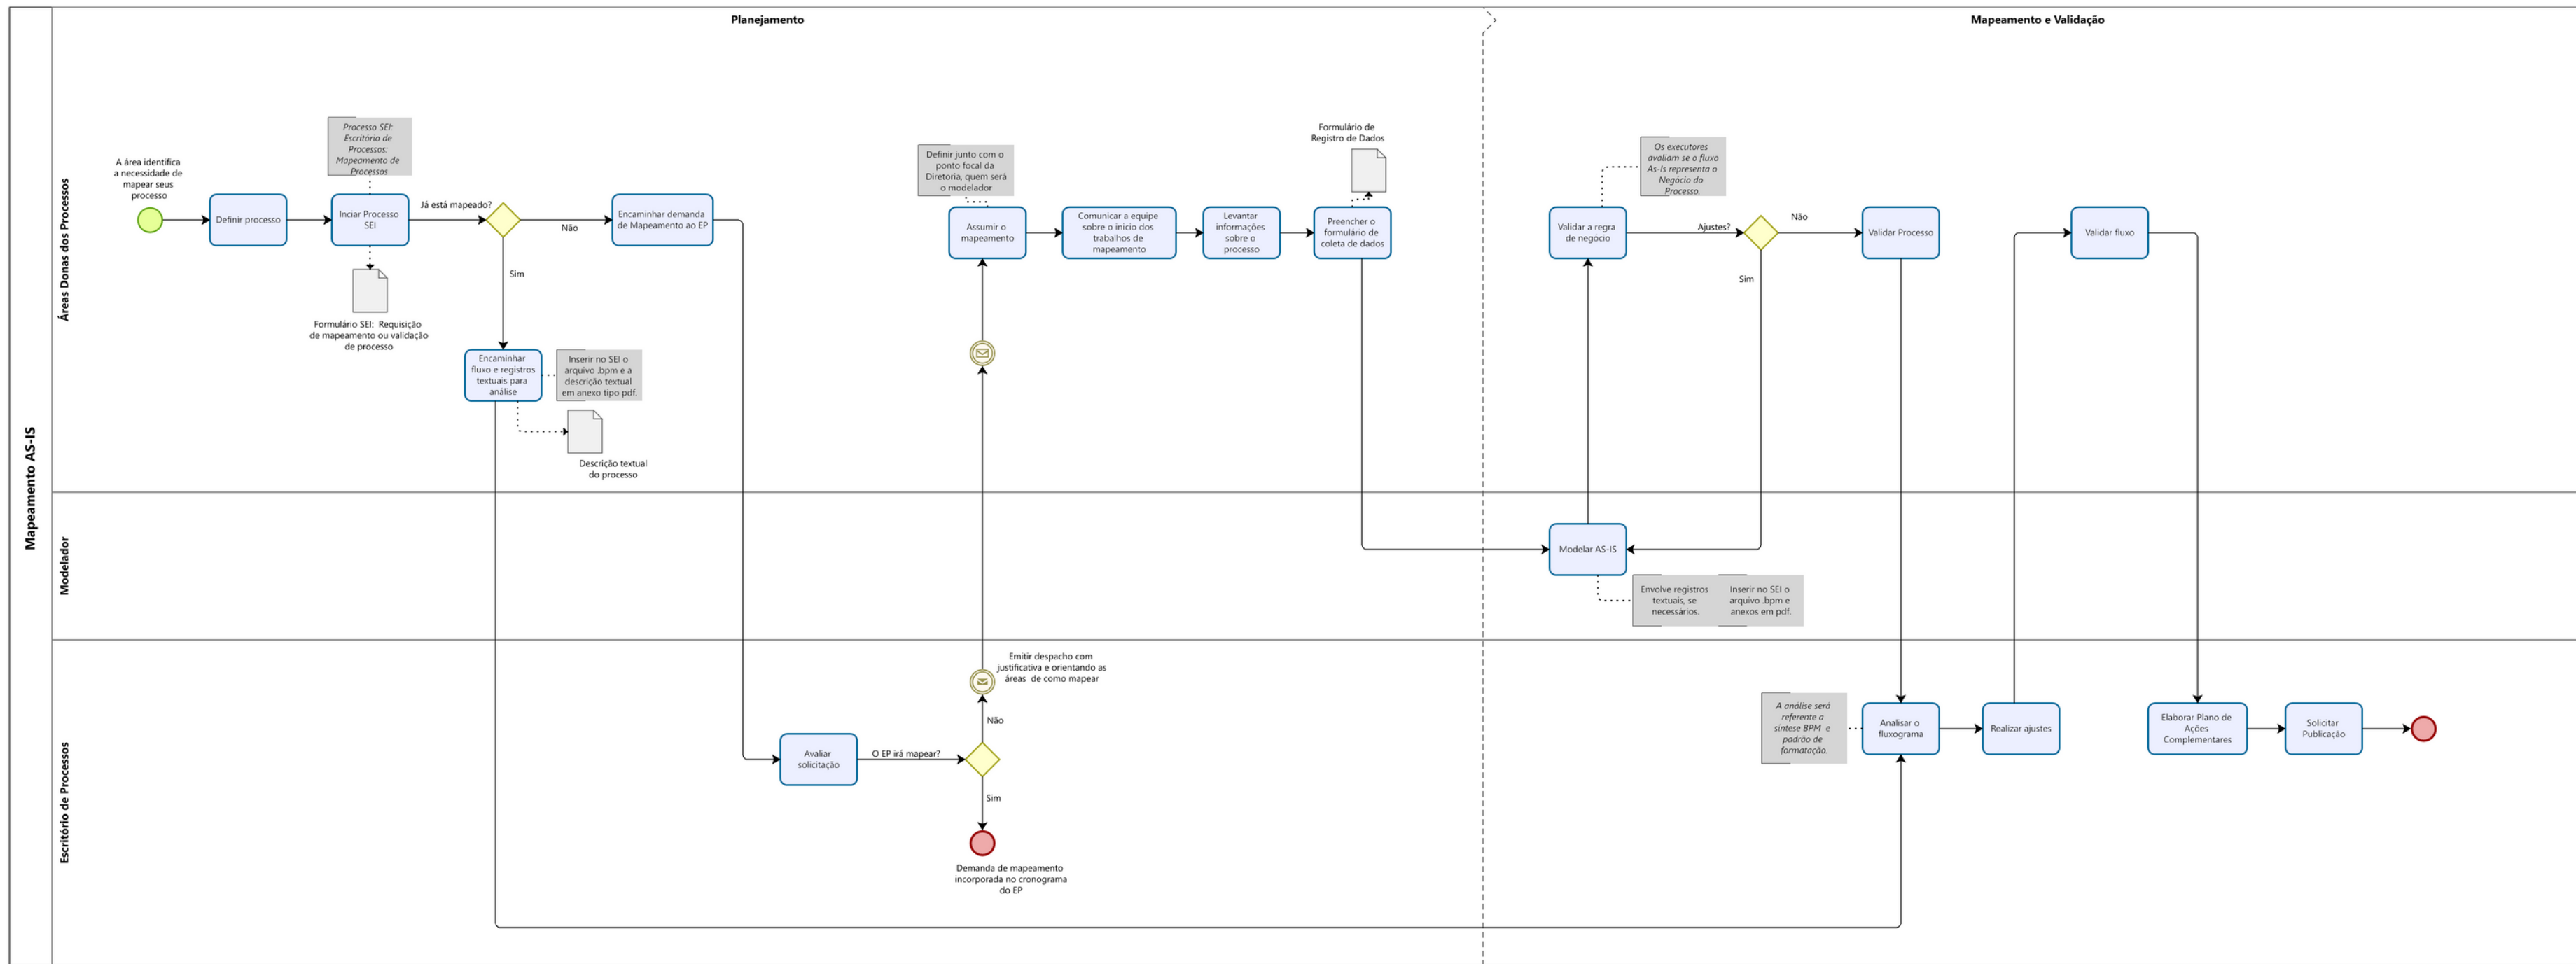 Mapeamento AS-IS
Planejamento
Mapeamento e Validação
Áreas Donas dos Processos
A área identifica
a necessidade de
mapear seus
processo
Definir processo
Processo SEI:
Escritório de
Processos:
Mapeamento de
Processos
Inciar Processo
SEI
Formulário SEI:  Requisição
de mapeamento ou validação
de processo
Já está mapeado?
Não
Sim
Encaminhar demanda
de Mapeamento ao EP
Encaminhar
fluxo e registros
textuais para
análise
Inserir no SEI o
arquivo .bpm e a
descrição textual
em anexo tipo pdf.
Descrição textual
do processo
Definir junto com o
ponto focal da
Diretoria, quem será
o modelador
Assumir o
mapeamento
Comunicar a equipe
sobre o inicio dos
trabalhos de
mapeamento
Levantar
informações
sobre o
processo
Formulário de
Registro de Dados
Preencher o
formulário de
coleta de dados
Os executores
avaliam se o fluxo
As-Is representa o
Negócio do
Processo.
Validar a regra
de negócio
Ajustes?
Não
Sim
Validar Processo
Validar fluxo
Modelador
Modelar AS-IS
Envolve registros
textuais, se
necessários.
Inserir no SEI o
arquivo .bpm e
anexos em pdf.
Escritório de Processos
Avaliar
solicitação
O EP irá mapear?
Emitir despacho com
justificativa e orientando as
áreas  de como mapear
Não
Sim
Demanda de mapeamento
incorporada no cronograma
do EP
A análise será
referente a
síntese BPM  e
padrão de
formatação.
Analisar o
fluxograma
Realizar ajustes
Elaborar Plano de
Ações
Complementares
Solicitar
Publicação